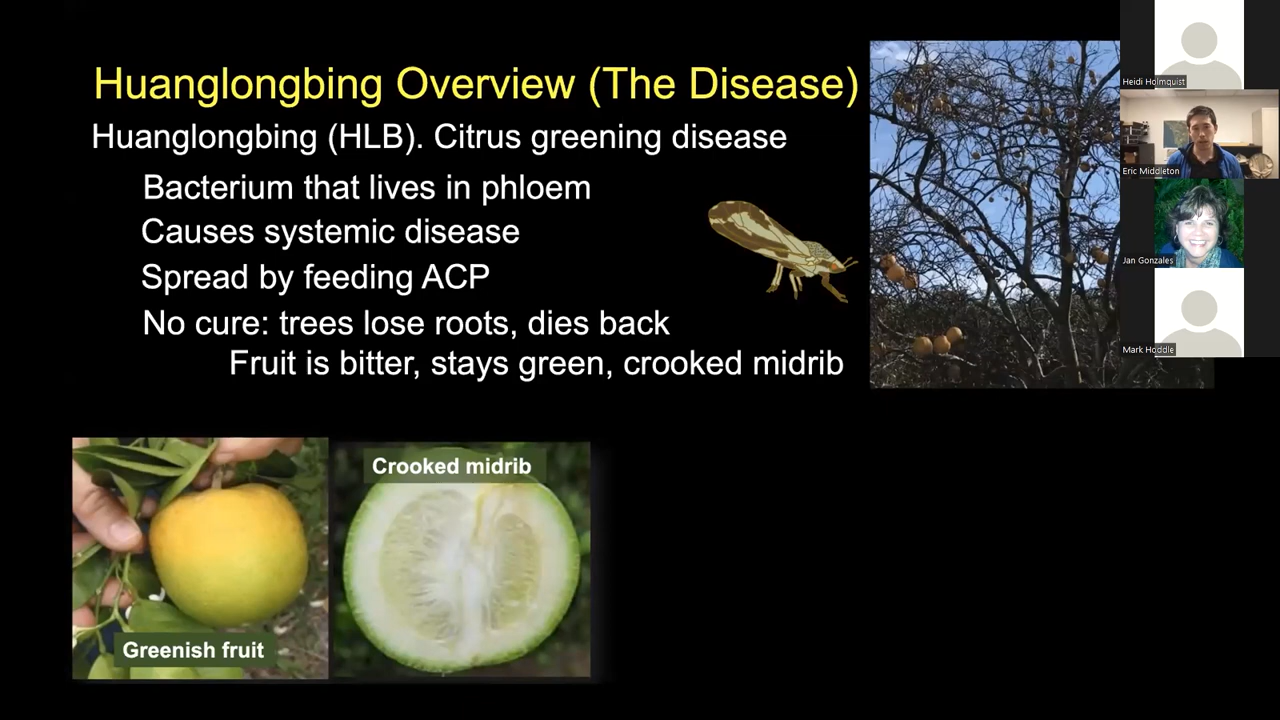 Huanglongbing Overview (The Disease)
Huanglongbing (HLB). Citrus greening disease
Bacterium that lives in phloem
Causes systemic disease
Spread by feeding ACP
No cure: trees lose roots, dies back
Fruit is bitter, stays green, crooked midrib
Greenish fruit
Crooked midrib
Heidi Holmquist
Eric Middleton
Jan Gonzales
Mark Hoddle